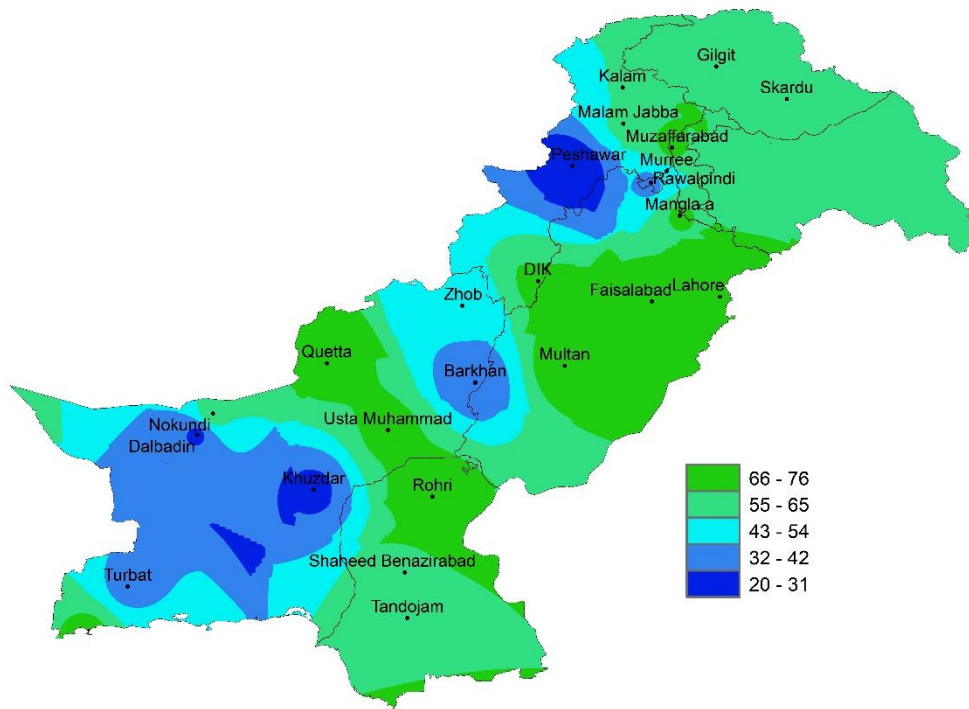 Gilgit
Kalam
Skardu
Malam Jabba
Muzaffarabad
Peshawar
Murree
Rawalpindi
Mangla a
DIK
Zhob
Faisalabad
Lahore
Quetta
Multan
Barkhan
Usta Muhammad
Nokundi
Dalbadin
Khuzdar
Rohri
66 - 76
55 - 65
43 - 54
32 - 42
20 - 31
Shaheed Benazirabad
Turbat
Tandojam